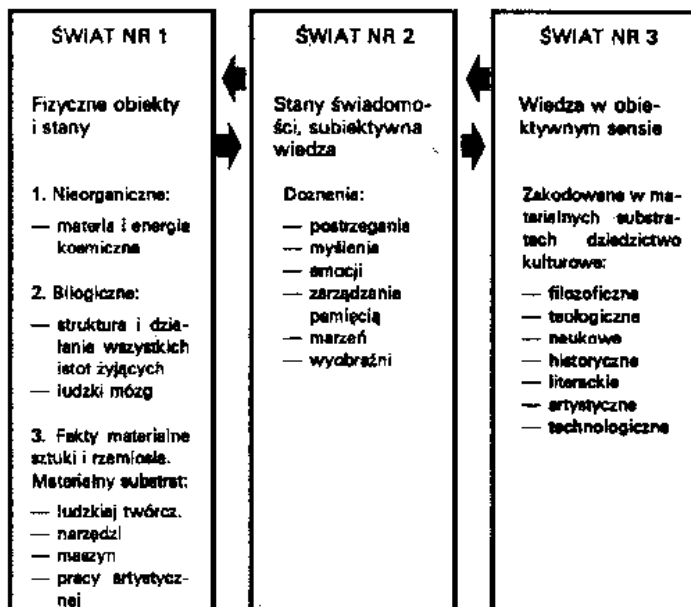 ŚWIAT NR 1
Fizyczne obiekty
i stany
1. Nieorganiczne:
— materia i energia
kosmiczna
2. Bilogiczne:
— struktura i dzia-
łanie wszystkich
istot żyjących
— ludzki mózg
3. Fakty materialne
sztuki i rzemiosła.
Materialny substrat:
— ludzkiej twórcz.
— narzędzi
— maszyn
— pracy artystycz-
nej
ŚWIAT NR 2
Stany świadomo-
ści, subiektywna
wiedza
Doznania:
— postrzegania
— myślenia
— emocji
— zarządzania
pamięcią
— marzeń
— wyobraźni
ŚWIAT NR 3
Wiedza w obie-
ktywnym sensie
Zakodowane w ma-
terialnych substra-
tach dziedzictwo
kulturowe:
— filozoficzne
— teologiczne
— naukowe
— historyczne
— literackie
— artystyczne
— technologiczne